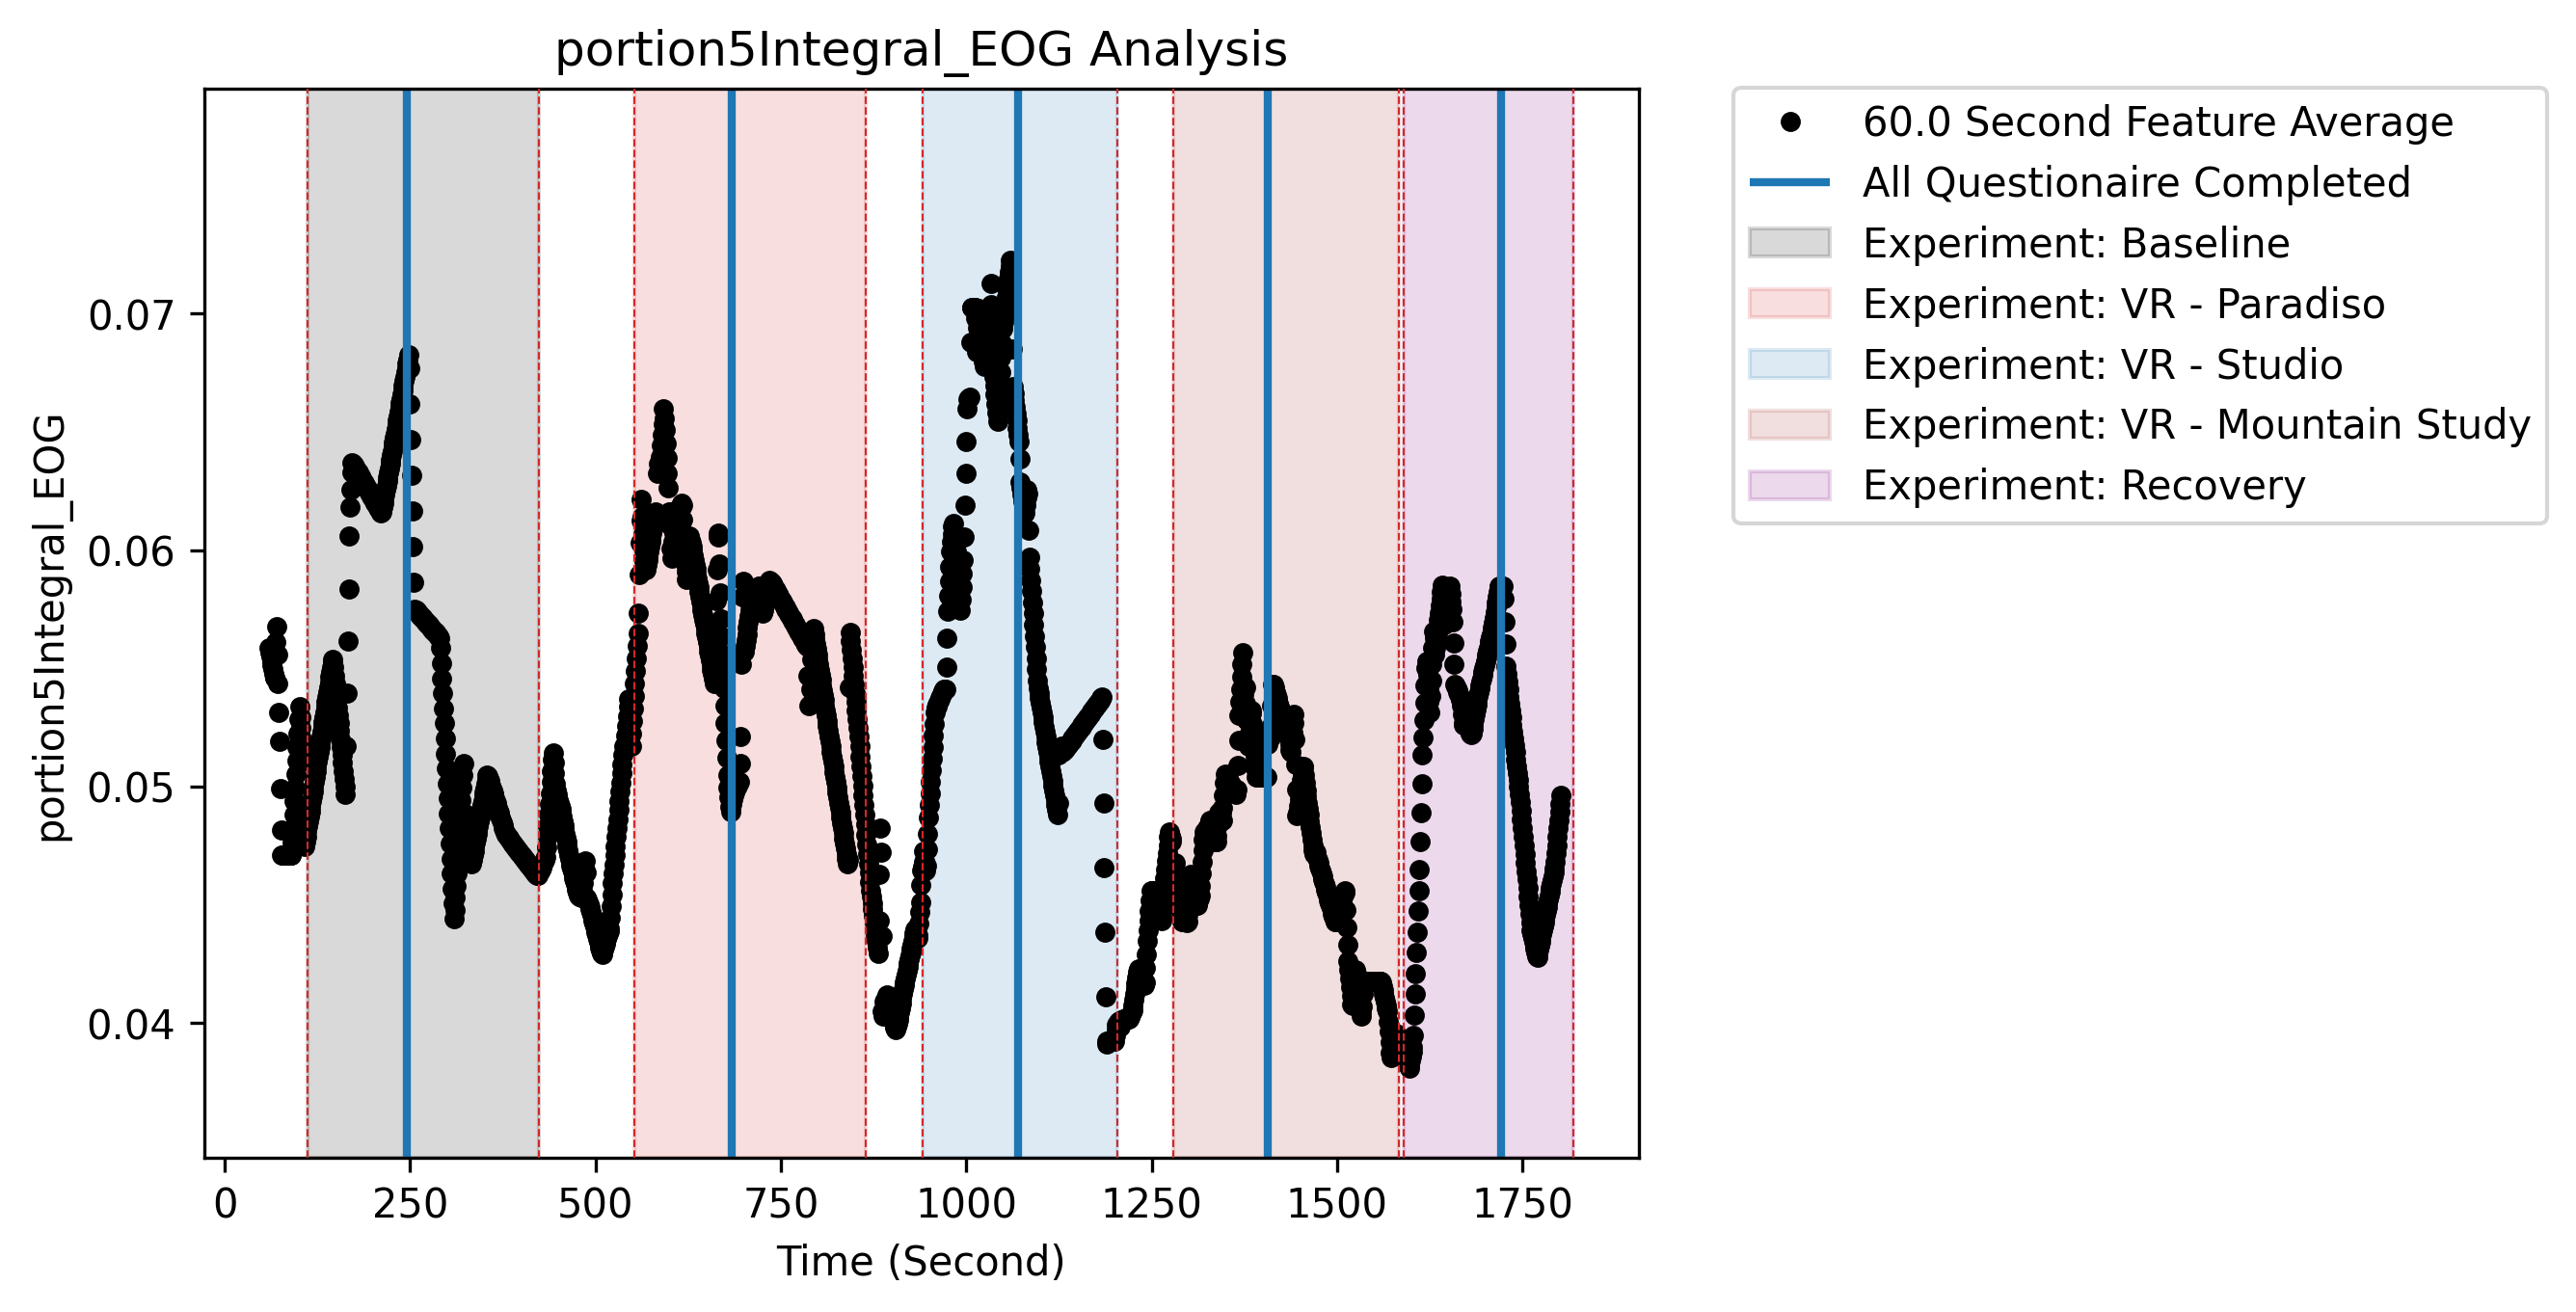 portion5Integral_EOG Analysis
portion5Integral_EOG
0.07
0.06
0.05
0.04
0
250
500
750
1000
1250
1500
1750
Time (Second)
60.0 Second Feature Average
All Questionaire Completed
Experiment: Baseline
Experiment: VR - Paradiso
Experiment: VR - Studio
Experiment: VR - Mountain Study
Experiment: Recovery